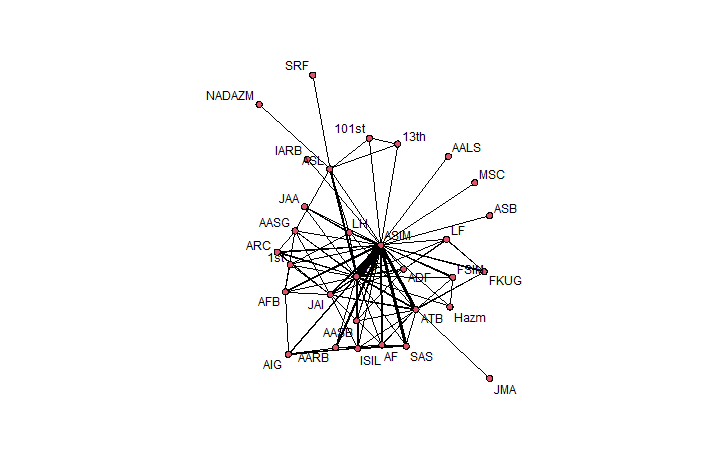 SRF
NADAZM
101st
13th
IARB
ASL
AALS
MSC
JAA
ASB
AASG
LH
ASIM
LF
ARC
1st
ADF
FSIN
FKUG
AFB
JAI
ATB
Hazm
AASB
AIG
AARB
ISIL
AF
SAS
JMA